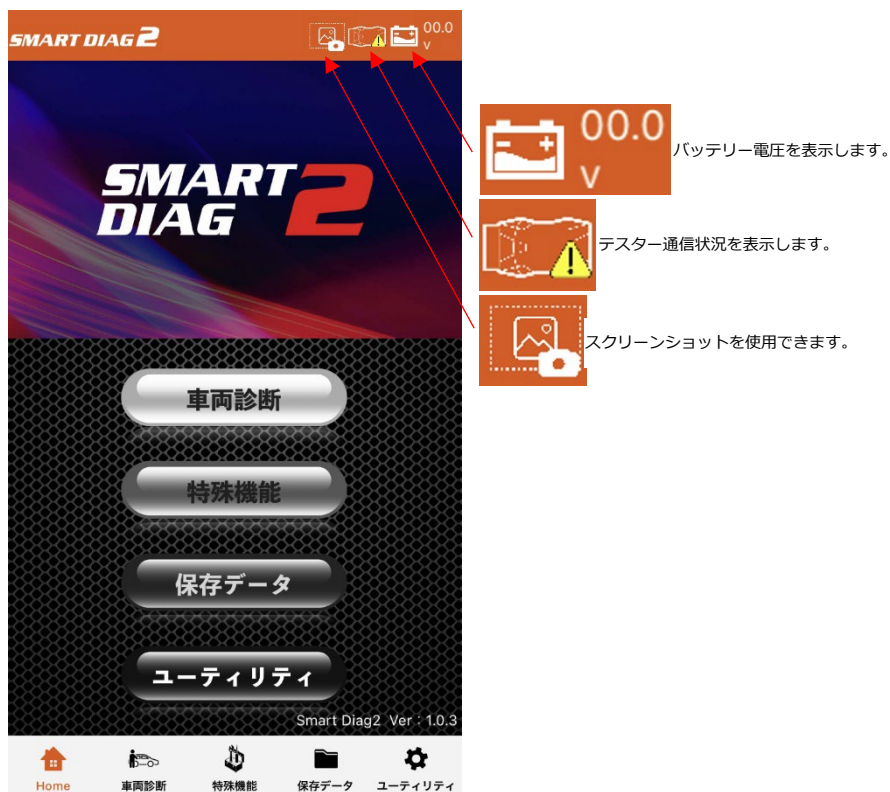 SMART DIAG 2
00.0
v
SMART
DIAG 2
車両診断
特殊機能
保存データ
ユーティリティ
Smart Diag2 Ver : 1.0.3
Home
車両診断
特殊機能
保存データ
ユーティリティ
00.0
v
バッテリー電圧を表示します。
テスター通信状況を表示します。
スクリーンショットを使用できます。